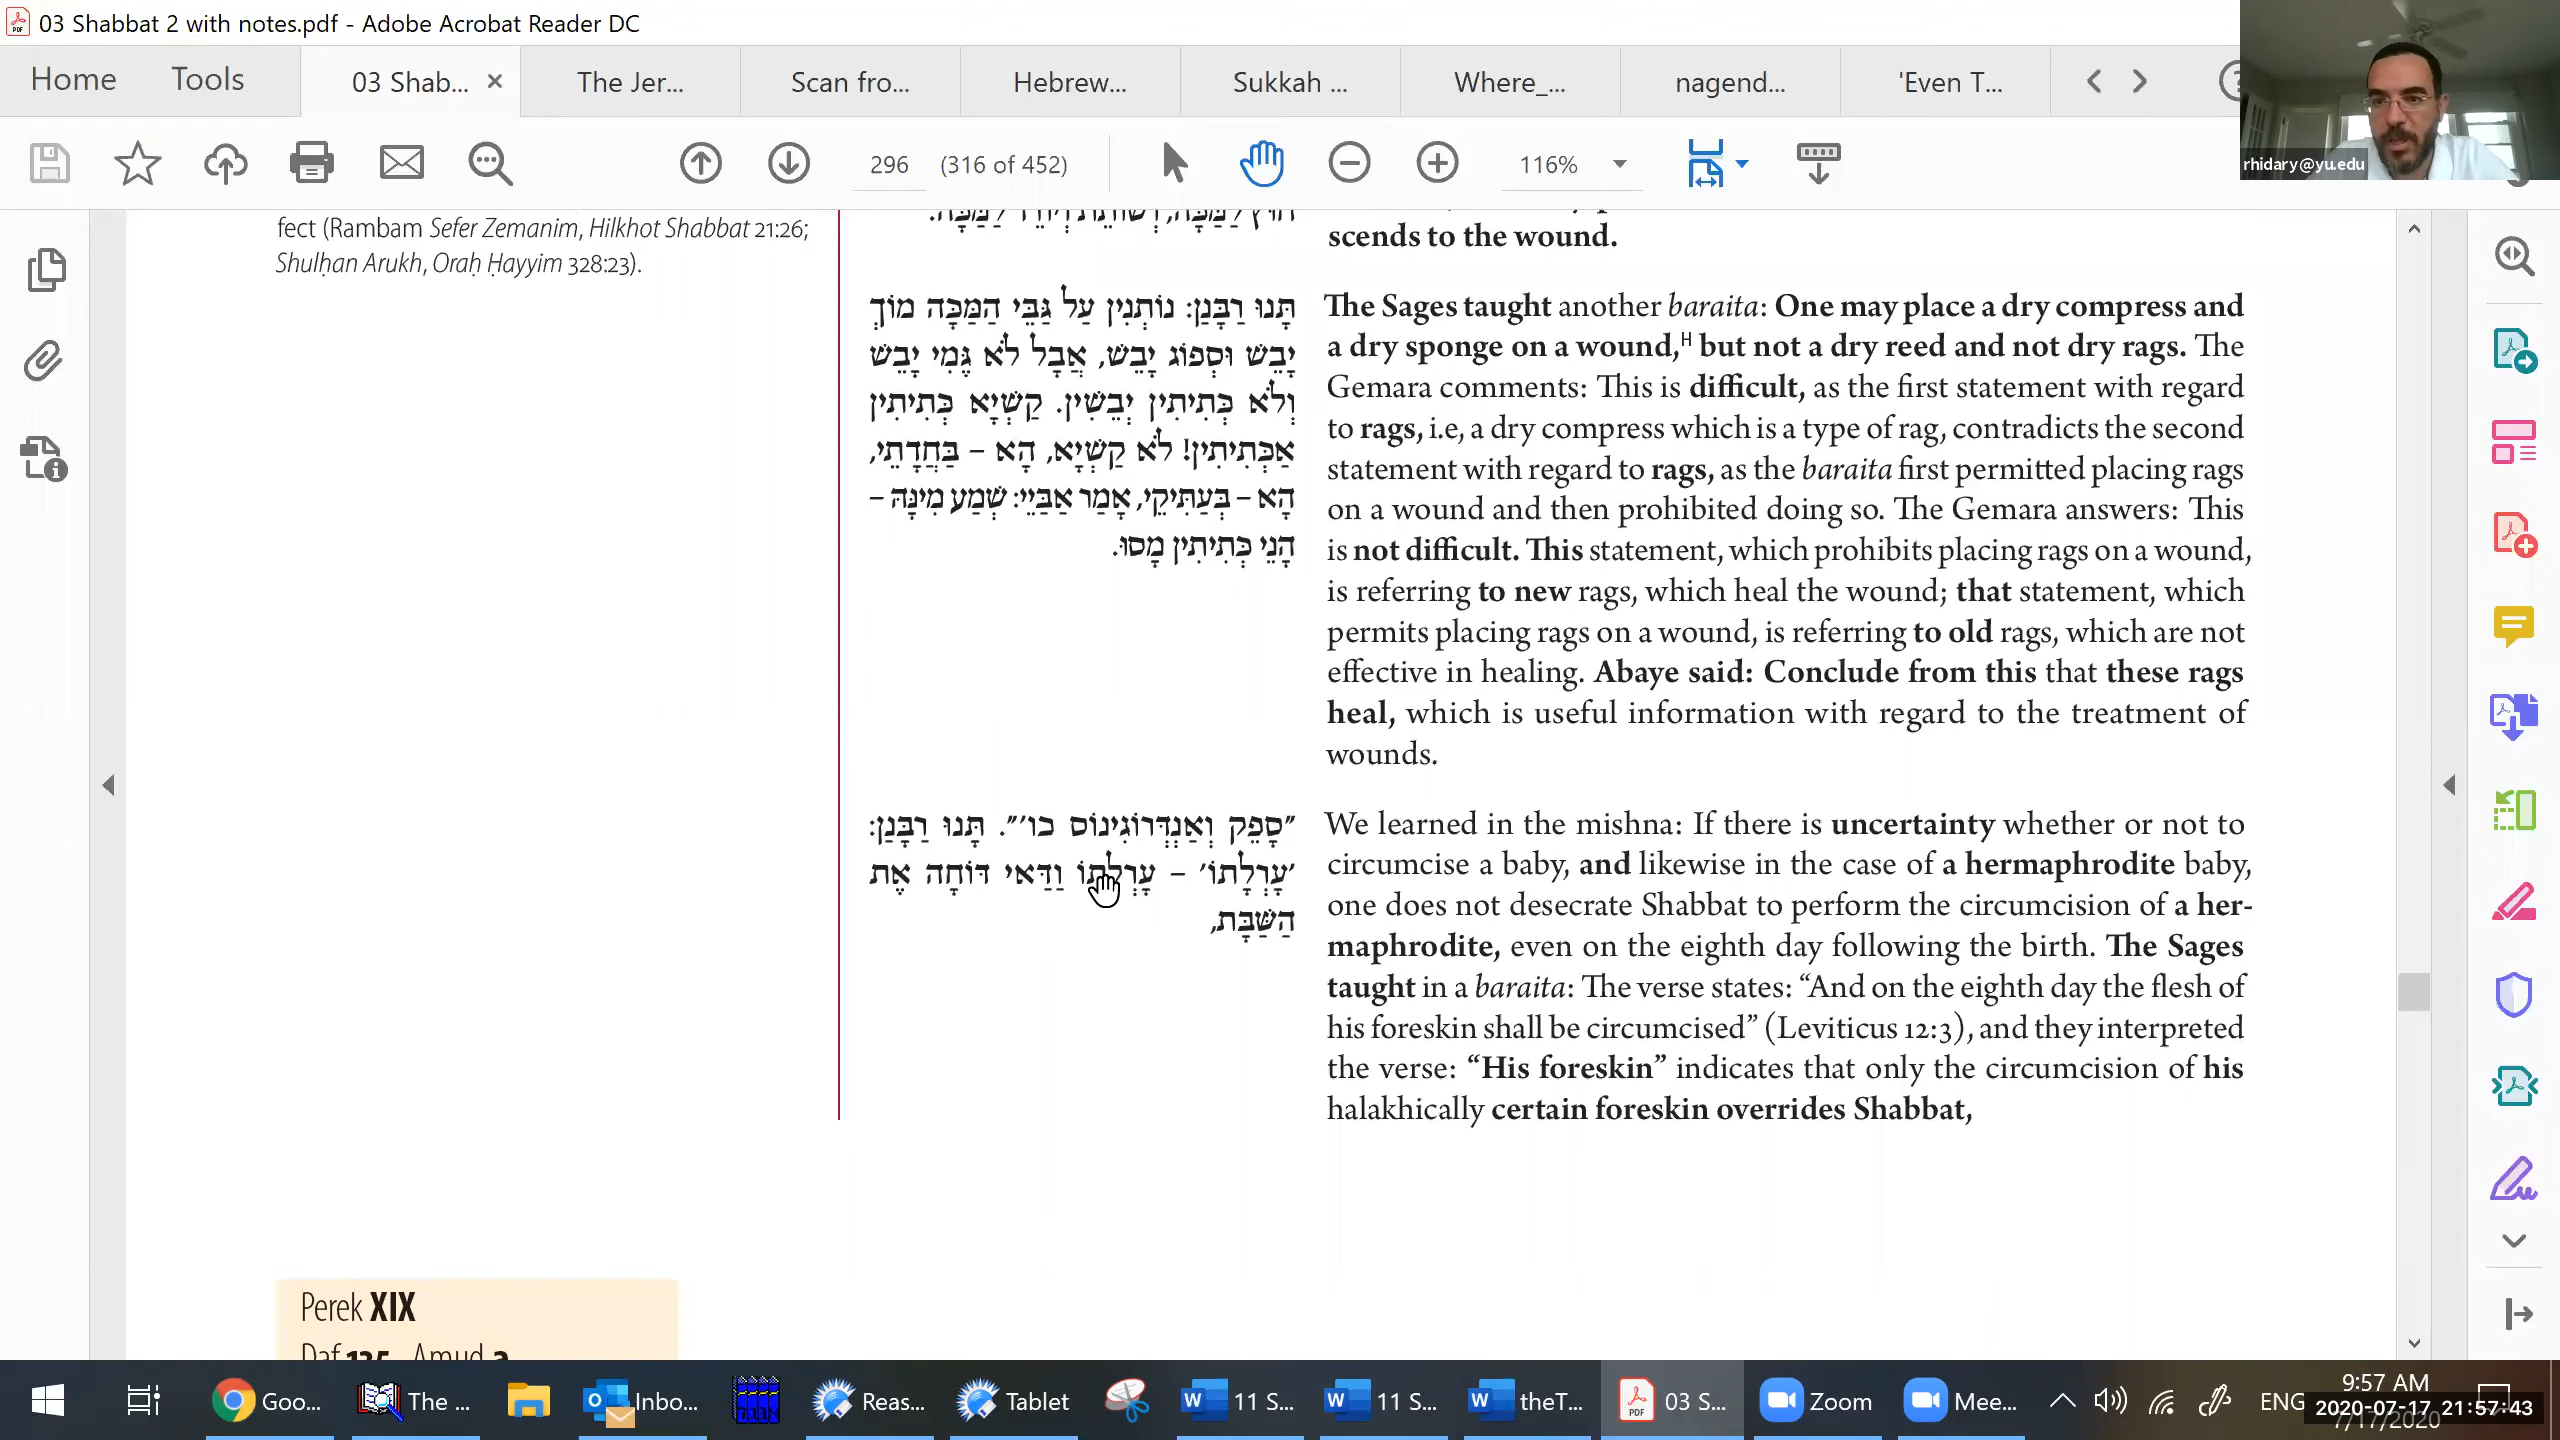 03 Shabbat 2 with notes.pdf - Adobe Acrobat Reader DC
Home
Tools
03 Shab...
The Jer...
Scan fro...
Hebrew...
Sukkah ...
Where_...
nagend...
'Even T...
296
(316 of 452)
116%
rhidary@yu.edu
fect (Rambam Sefer Zemanim, Hilkhot Shabbat 21:26;
Shulḥan Arukh, Oraḥ Ḥayyim 328:23).
scends to the wound.
תָּנוּ רַבָּנַן: נוֹתְנִין עַל גַּבֵּי הַמַּכָּה מוֹךְ
יָבֵשׁ וּסְפוֹג יָבֵשׁ, אֲבָל לֹא גֶּמִי יָבֵשׁ
וְלֹא כְּתִיתִין יְבֵשִׁין. קַשְׁיָא כְּתִיתִין
אַכְּתִיתִין! לֹא קַשְׁיָא, הָא – בַּחֲדָתֵי,
הָא – בְּעַתִּיקֵי, אָמַר אַבַּיֵי: שְׁמַע מִינָּהּ –
הָנֵי כְּתִיתִין מָסוּ.
The Sages taught another baraita: One may place a dry compress and
a dry sponge on a wound,H but not a dry reed and not dry rags. The
Gemara comments: This is difficult, as the first statement with regard
to rags, i.e, a dry compress which is a type of rag, contradicts the second
statement with regard to rags, as the baraita first permitted placing rags
on a wound and then prohibited doing so. The Gemara answers: This
is not difficult. This statement, which prohibits placing rags on a wound,
is referring to new rags, which heal the wound; that statement, which
permits placing rags on a wound, is referring to old rags, which are not
effective in healing. Abaye said: Conclude from this that these rags
heal, which is useful information with regard to the treatment of
wounds.
״סָפֵק וְאַנְדְּרוֹגִינוֹס כו׳״. תָּנוּ רַבָּנַן:
׳עָרְלָתוֹ׳ – עָרְלָתוֹ וַדַּאי דּוֹחָה אֶת
הַשַּׁבָּת,
We learned in the mishna: If there is uncertainty whether or not to
circumcise a baby, and likewise in the case of a hermaphrodite baby,
one does not desecrate Shabbat to perform the circumcision of a her-
maphrodite, even on the eighth day following the birth. The Sages
taught in a baraita: The verse states: “And on the eighth day the flesh of
his foreskin shall be circumcised” (Leviticus 12:3), and they interpreted
the verse: “His foreskin” indicates that only the circumcision of his
halakhically certain foreskin overrides Shabbat,
Perek XIX
Daf 135 Amud a
Goo...
The ...
Inbo...
Reas...
Tablet
11 S...
11 S...
theT...
03 S...
Zoom
Mee...
ENG
9:57 AM
2020-07-17 21:57:43
7/17/2020